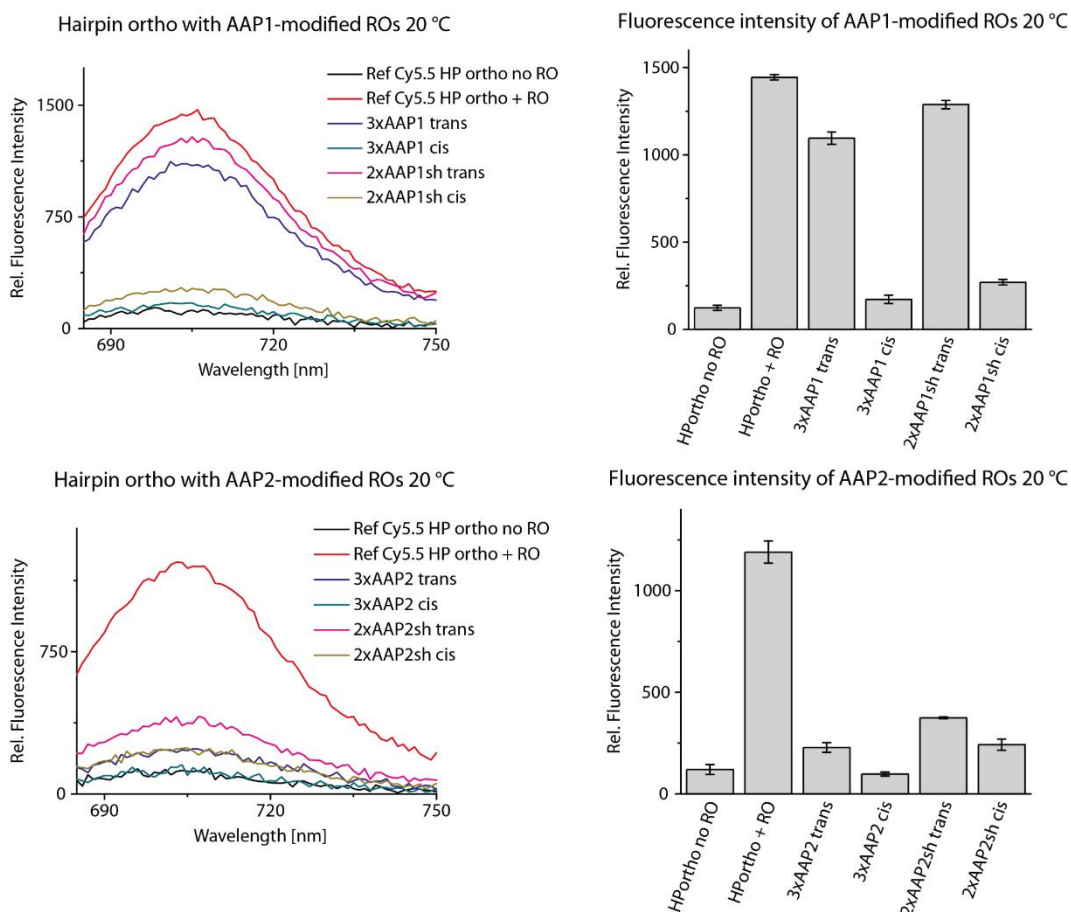 Hairpin ortho with AAP1-modified ROs 20 °C
Rel. Fluorescence Intensity
1500
750
0
690
720
750
Wavelength [nm]
Ref Cy5.5 HP ortho no RO
Ref Cy5.5 HP ortho + RO
3xAAP1 trans
3xAAP1 cis
2xAAP1sh trans
2xAAP1sh cis
Fluorescence intensity of AAP1-modified ROs 20 °C
Rel. Fluorescence Intensity
1500
1000
500
0
HPortho no RO
HPortho + RO
3xAAP1 trans
3xAAP1 cis
2xAAP1sh trans
2xAAP1sh cis
Hairpin ortho with AAP2-modified ROs 20 °C
Rel. Fluorescence Intensity
750
0
690
720
750
Wavelength [nm]
Ref Cy5.5 HP ortho no RO
Ref Cy5.5 HP ortho + RO
3xAAP2 trans
3xAAP2 cis
2xAAP2sh trans
2xAAP2sh cis
Fluorescence intensity of AAP2-modified ROs 20 °C
Rel. Fluorescence Intensity
1000
500
0
HPortho no RO
HPortho + RO
3xAAP2 trans
3xAAP2 cis
2xAAP2sh trans
2xAAP2sh cis